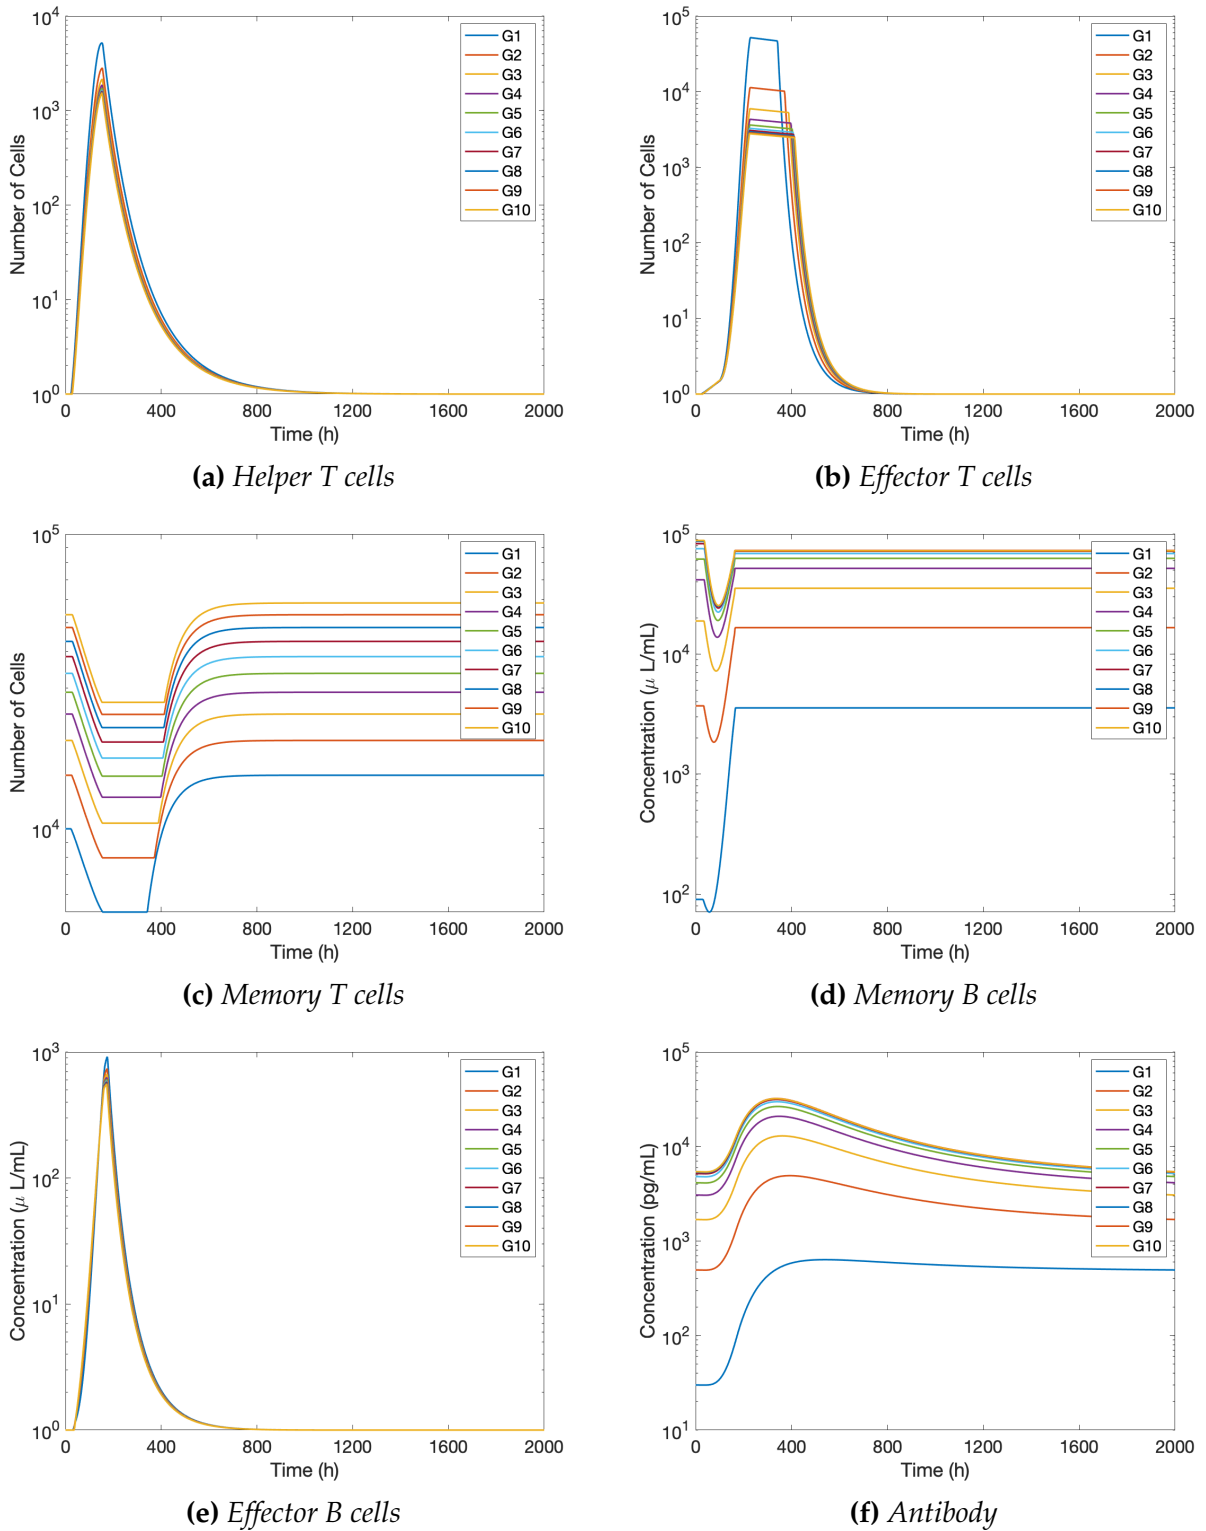 10^4
10^3
10^2
10^1
10^0
Number of Cells
0 400 800 1200 1600 2000
Time (h)
G1
G2
G3
G4
G5
G6
G7
G8
G9
G10
(a) Helper T cells
10^5
10^4
10^3
10^2
10^1
10^0
Number of Cells
0 400 800 1200 1600 2000
Time (h)
G1
G2
G3
G4
G5
G6
G7
G8
G9
G10
(b) Effector T cells
10^5
10^4
Number of Cells
0 400 800 1200 1600 2000
Time (h)
G1
G2
G3
G4
G5
G6
G7
G8
G9
G10
(c) Memory T cells
10^5
10^4
10^3
10^2
Concentration (μ L/mL)
0 400 800 1200 1600 2000
Time (h)
G1
G2
G3
G4
G5
G6
G7
G8
G9
G10
(d) Memory B cells
10^3
10^2
10^1
10^0
Concentration (μ L/mL)
0 400 800 1200 1600 2000
Time (h)
G1
G2
G3
G4
G5
G6
G7
G8
G9
G10
(e) Effector B cells
10^5
10^4
10^3
10^2
10^1
Concentration (pg/mL)
0 400 800 1200 1600 2000
Time (h)
G1
G2
G3
G4
G5
G6
G7
G8
G9
G10
(f) Antibody